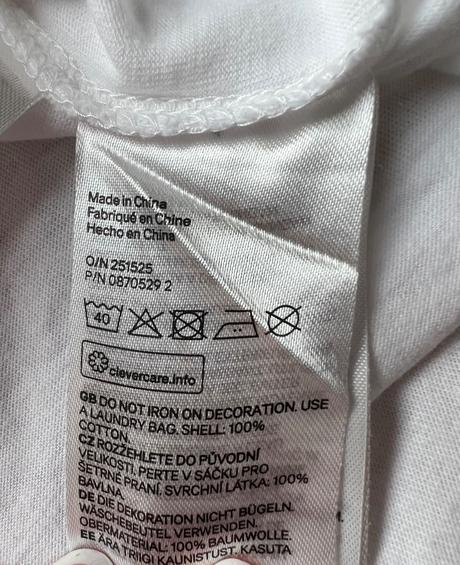 Made in China
Fabriqué en Chine
Hecho en China
O/N 251525
P/N 0870529 2
40
clevercare.info
GB DO NOT IRON ON DECORATION. USE
A LAUNDRY BAG. SHELL: 100%
COTTON.
CZ ROZŽEHLETE DO PŮVODNÍ
VELIKOSTI. PERTE V SÁČKU PRO
ŠETRNÉ PRANÍ. SVRCHNÍ LÁTKA: 100%
BAVLNA.
DE DIE DEKORATION NICHT BÜGELN.
WÄSCHEBEUTEL VERWENDEN.
OBERMATERIAL: 100% BAUMWOLLE.
EE ÄRA TRIIGI KAUNISTUST. KASUTA